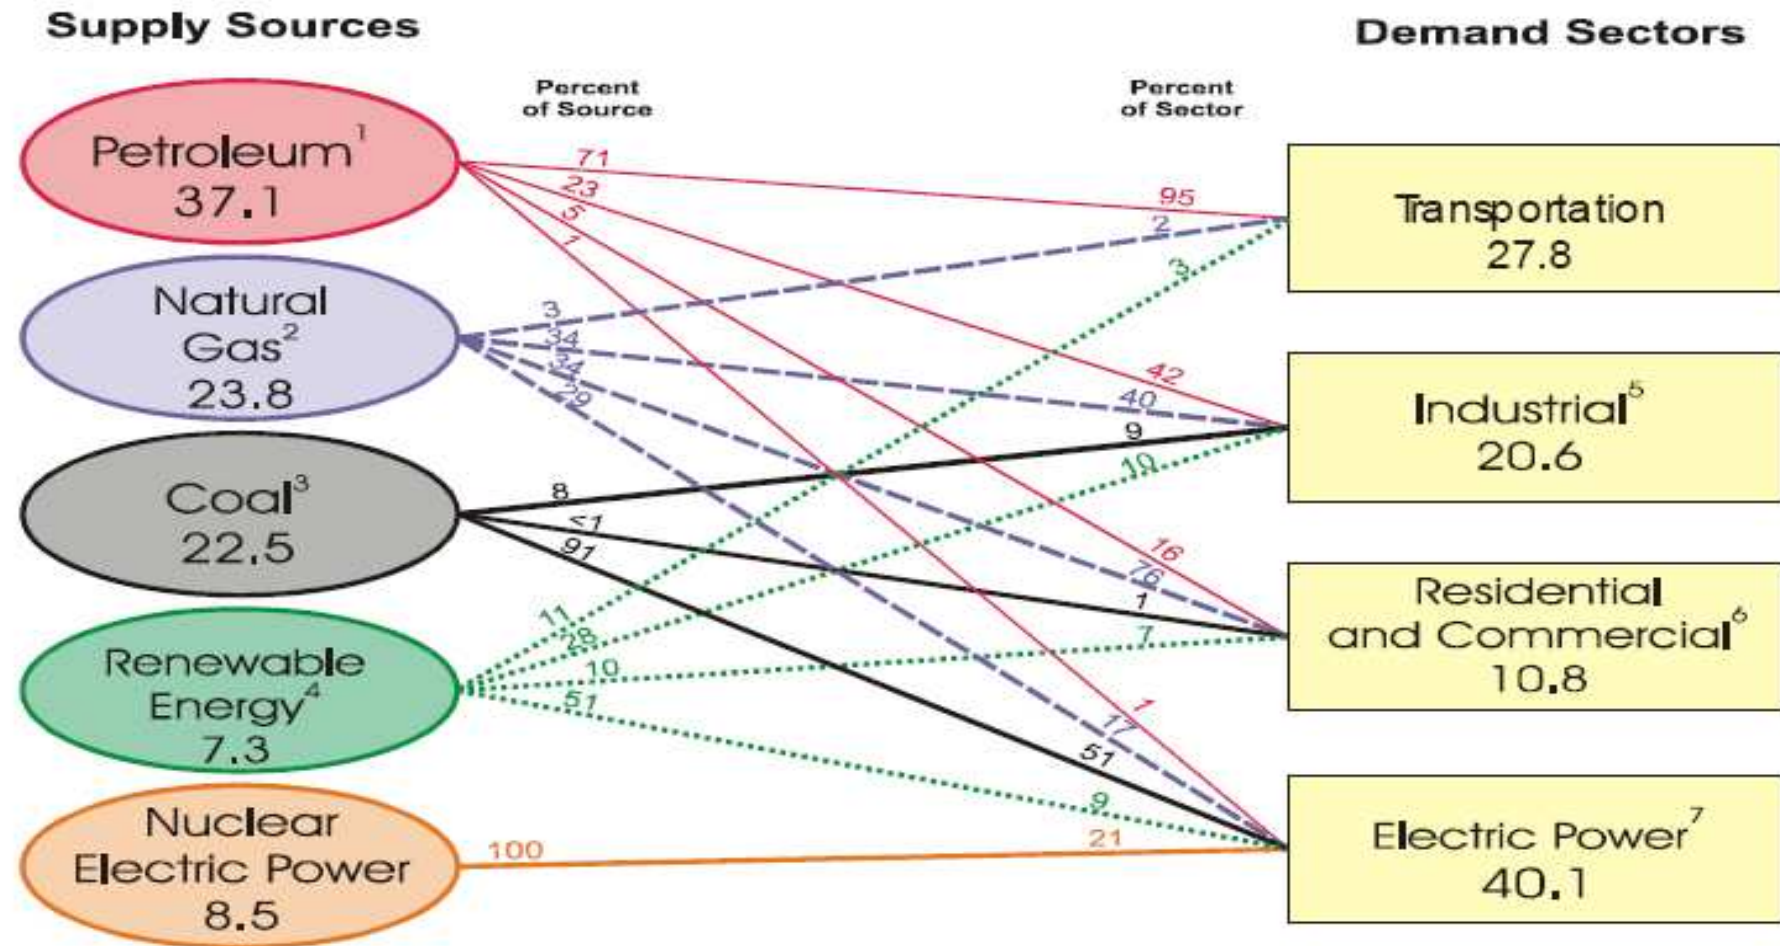 Supply Sources
Demand Sectors
Percent
of Source
Percent
of Sector
Petroleum¹
37.1
Natural
Gas²
23.8
Coal³
22.5
Renewable
Energy⁴
7.3
Nuclear
Electric Power
8.5
71
23
5
1
3
34
34
29
8
<1
91
11
28
10
51
100
95
2
3
42
40
9
10
16
76
1
7
1
17
51
9
21
Transportation
27.8
Industrial⁵
20.6
Residential
and Commercial⁶
10.8
Electric Power⁷
40.1